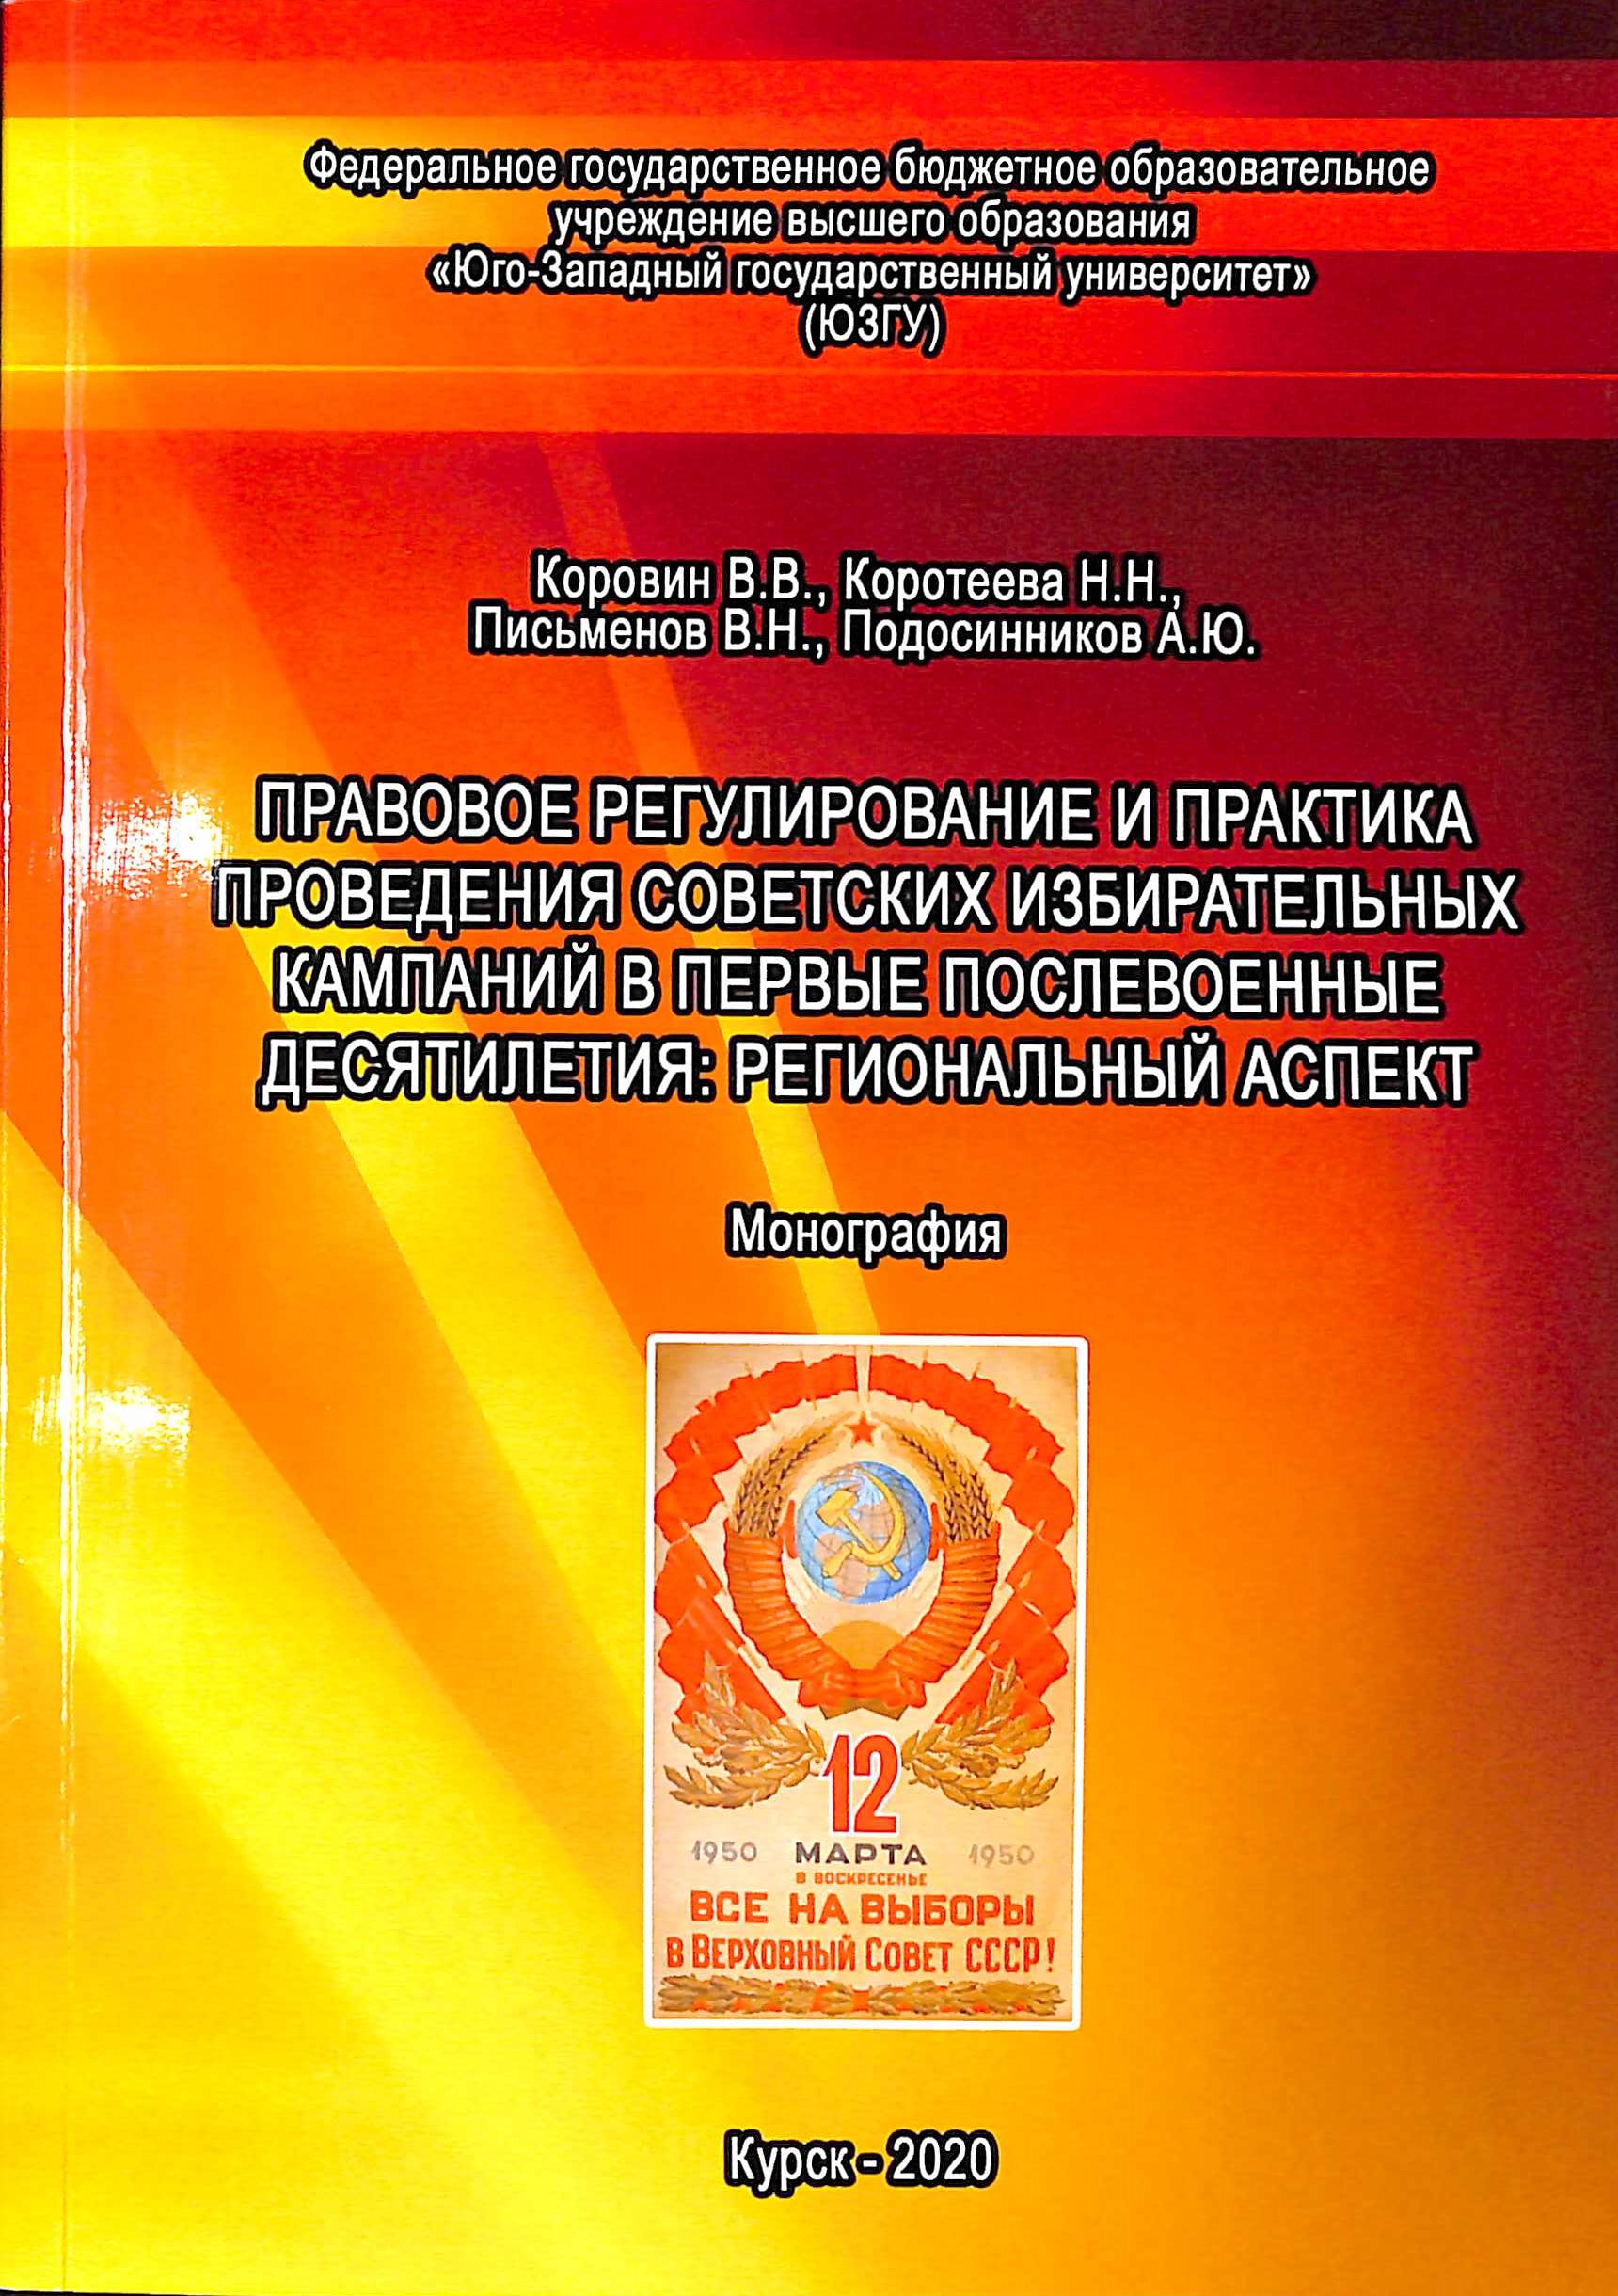 Федеральное государственное бюджетное образовательное
учреждение высшего образования
«Юго-Западный государственный университет»
(ЮЗГУ)
Коровин В.В., Коротеева Н.Н.,
Письменов В.Н., Подосинников А.Ю.
ПРАВОВОЕ РЕГУЛИРОВАНИЕ И ПРАКТИКА
ПРОВЕДЕНИЯ СОВЕТСКИХ ИЗБИРАТЕЛЬНЫХ
КАМПАНИЙ В ПЕРВЫЕ ПОСЛЕВОЕННЫЕ
ДЕСЯТИЛЕТИЯ: РЕГИОНАЛЬНЫЙ АСПЕКТ
Монография
12
1950 МАРТА 1950
В ВОСКРЕСЕНЬЕ
ВСЕ НА ВЫБОРЫ
В ВЕРХОВНЫЙ СОВЕТ СССР!
Курск - 2020